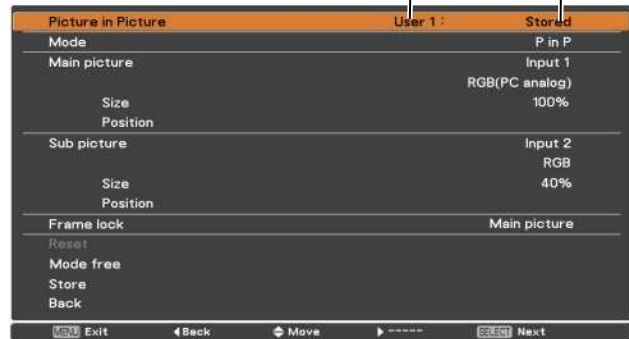 Picture in Picture User 1 : Stored
Mode P in P
Main picture Input 1
RGB(PC analog)
Size 100%
Position
Sub picture Input 2
RGB
Size 40%
Position
Frame lock Main picture
Reset
Mode free
Store
Back
MENU Exit ◀Back Move ▶ ----- SELECT Next